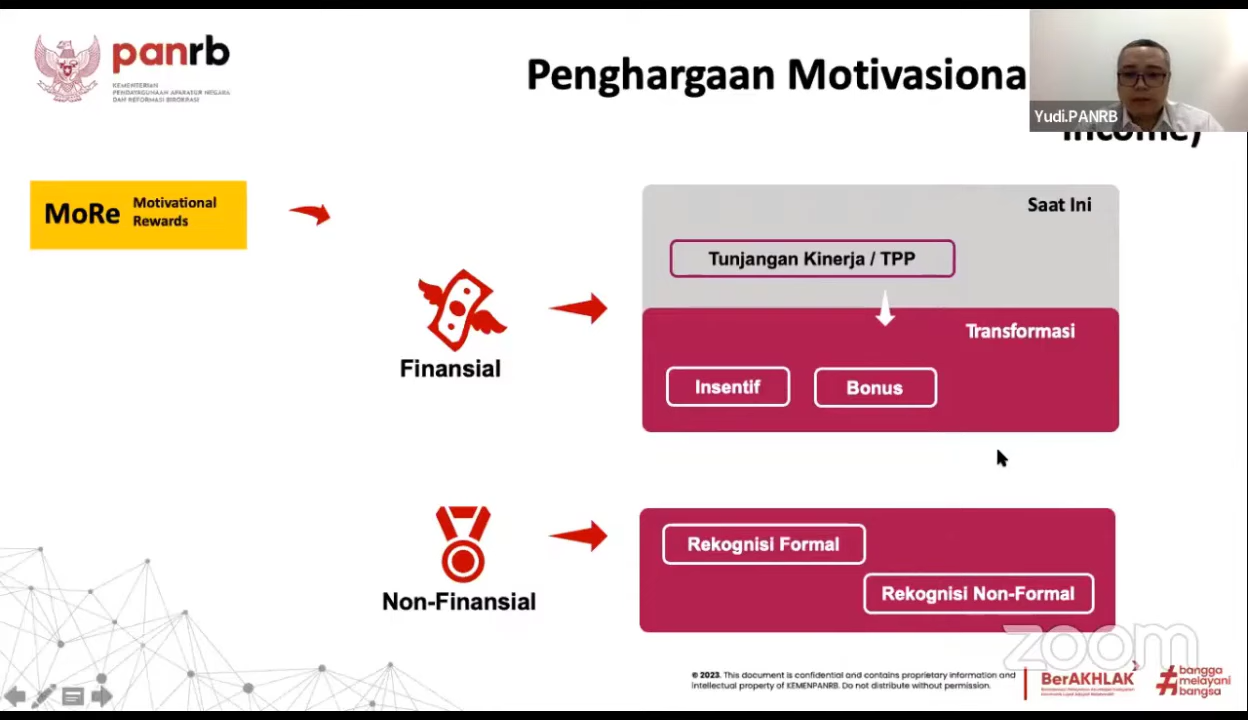 panrb
KEMENTERIAN
PENDAYAGUNAAN APARATUR NEGARA
DAN REFORMASI BIROKRASI
Penghargaan Motivasiona
Yudi.PANRB
income)
MoRe
Motivational
Rewards
Saat Ini
Tunjangan Kinerja / TPP
Transformasi
Insentif
Bonus
Finansial
Rekognisi Formal
Rekognisi Non-Formal
Non-Finansial
zoom
© 2023. This document is confidential and contains proprietary information and
intellectual property of KEMENPANRB. Do not distribute without permission.
BerAKHLAK
#bangga
melayani
bangsa